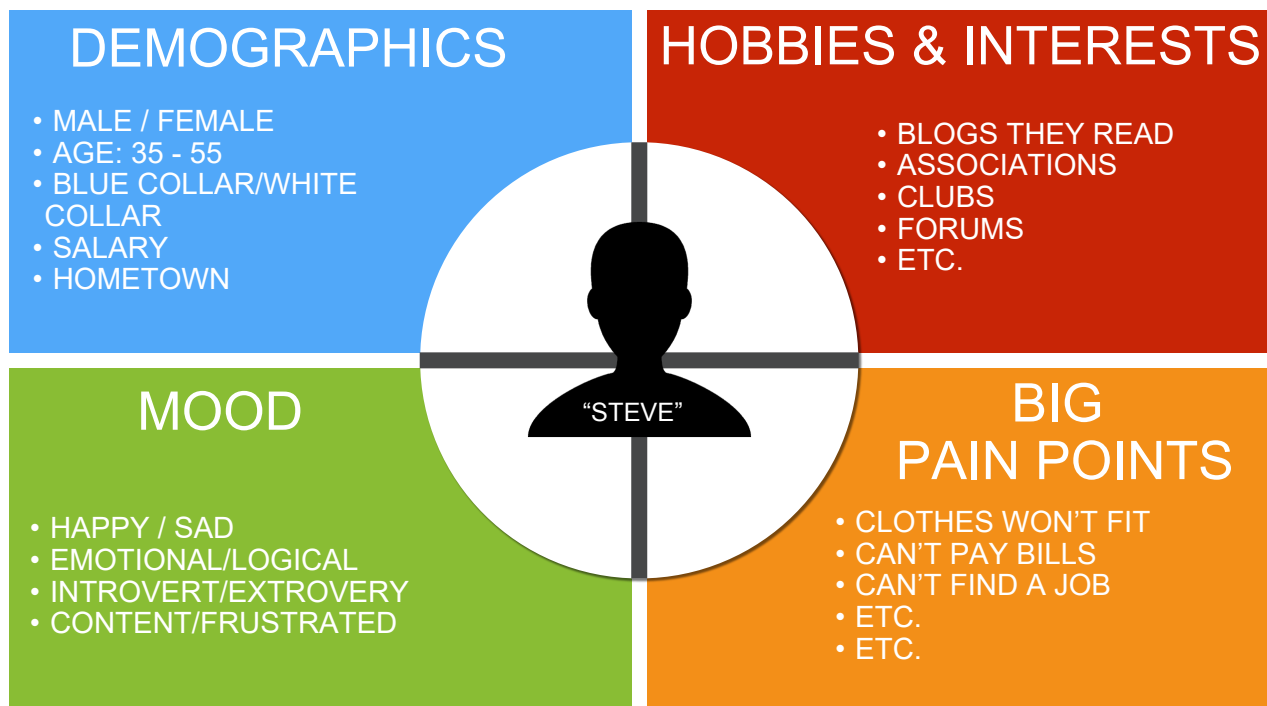 DEMOGRAPHICS
• MALE / FEMALE
• AGE: 35 - 55
• BLUE COLLAR/WHITE
COLLAR
• SALARY
• HOMETOWN
HOBBIES & INTERESTS
• BLOGS THEY READ
• ASSOCIATIONS
• CLUBS
• FORUMS
• ETC.
“STEVE”
MOOD
• HAPPY / SAD
• EMOTIONAL/LOGICAL
• INTROVERT/EXTROVERY
• CONTENT/FRUSTRATED
BIG
PAIN POINTS
• CLOTHES WON’T FIT
• CAN’T PAY BILLS
• CAN’T FIND A JOB
• ETC.
• ETC.